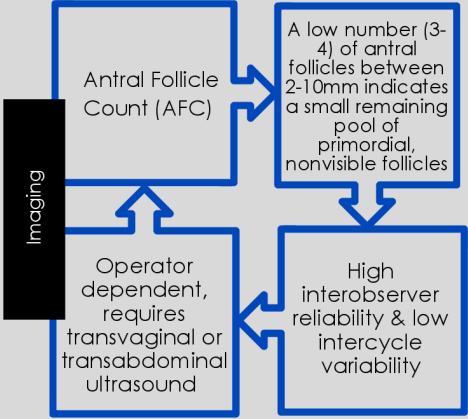 Imaging
Antral Follicle
Count (AFC)
A low number (3-
4) of antral
follicles between
2-10mm indicates
a small remaining
pool of
primordial,
nonvisible follicles
High
interobserver
reliability & low
intercycle
variability
Operator
dependent,
requires
transvaginal or
transabdominal
ultrasound